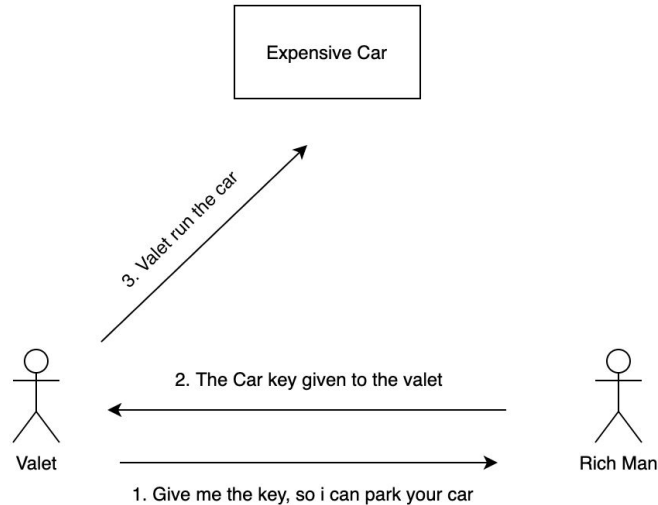 Expensive Car
3. Valet run the car
2. The Car key given to the valet
Valet
Rich Man
1. Give me the key, so i can park your car